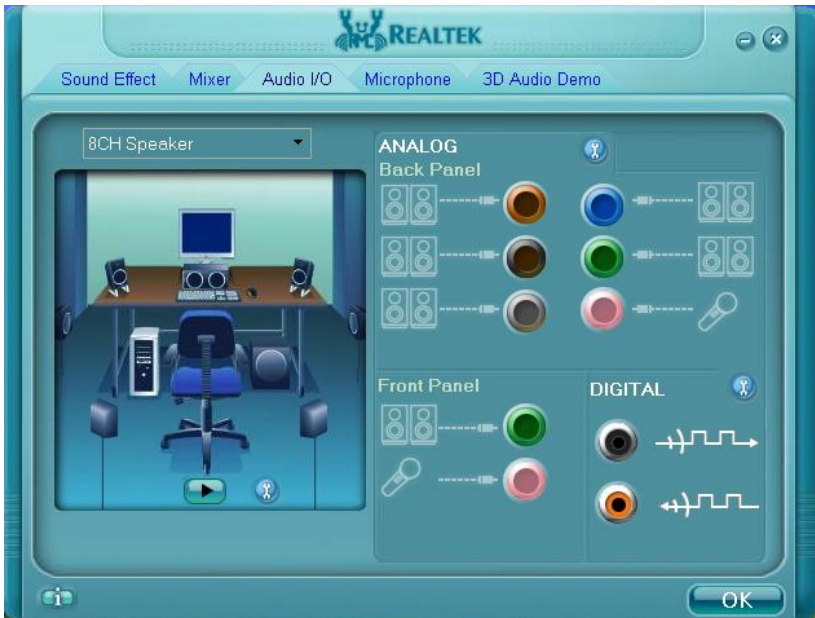 REALTEK
Sound Effect Mixer Audio I/O Microphone 3D Audio Demo
8CH Speaker
ANALOG
Back Panel
Front Panel
DIGITAL
i
OK